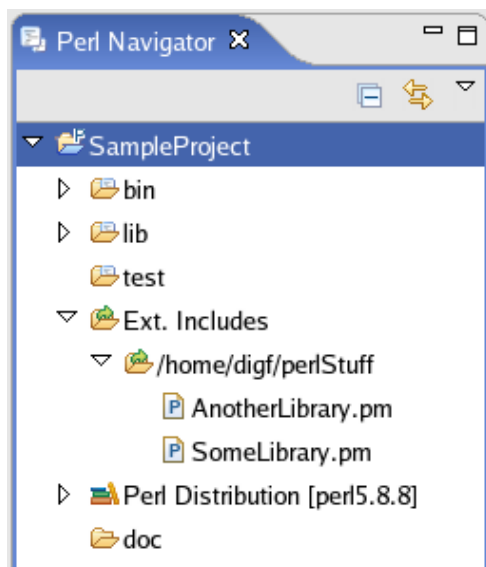 Perl Navigator
SampleProject
bin
lib
test
Ext. Includes
/home/digf/perlStuff
P AnotherLibrary.pm
P SomeLibrary.pm
Perl Distribution [perl5.8.8]
doc